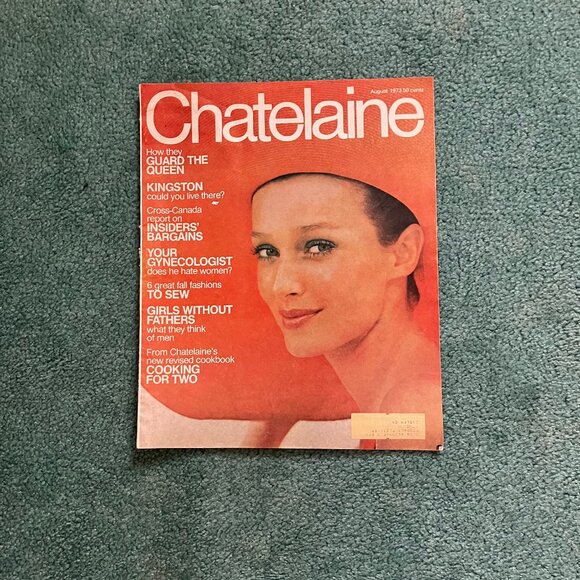 August 1973 50 cents
Chatelaine
How they
GUARD THE
QUEEN
KINGSTON
could you live there?
Cross-Canada
report on
INSIDERS'
BARGAINS
YOUR
GYNECOLOGIST
does he hate women?
6 great fall fashions
TO SEW
GIRLS WITHOUT
FATHERS
what they think
of men
From Chatelaine's
new revised cookbook
COOKING
FOR TWO